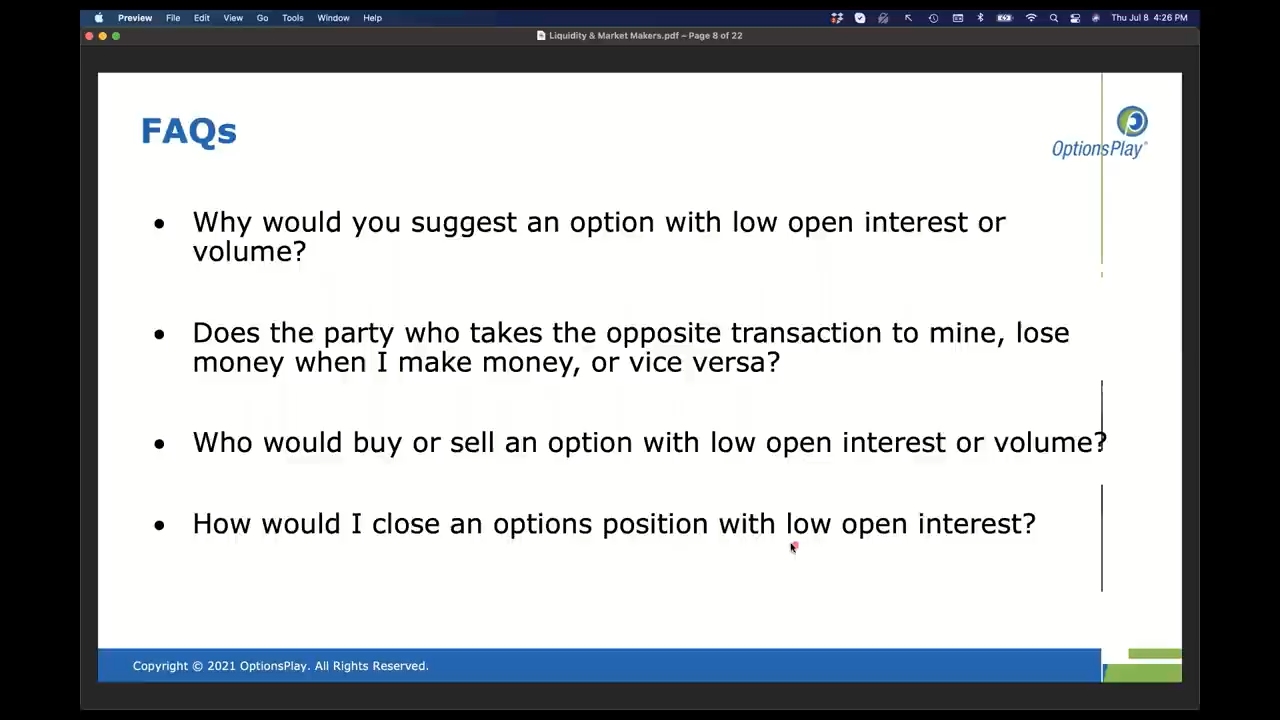 Preview File Edit View Go Tools Window Help Thu Jul 8 4:26 PM
Liquidity & Market Makers.pdf – Page 8 of 22
FAQs
OptionsPlay®
• Why would you suggest an option with low open interest or
volume?
• Does the party who takes the opposite transaction to mine, lose
money when I make money, or vice versa?
• Who would buy or sell an option with low open interest or volume?
• How would I close an options position with low open interest?
Copyright © 2021 OptionsPlay. All Rights Reserved.